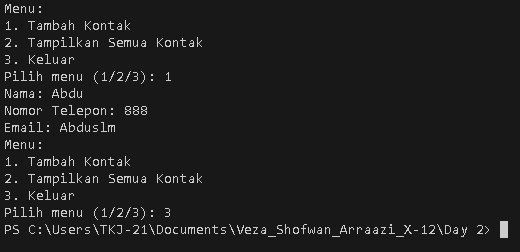 Menu:
1. Tambah Kontak
2. Tampilkan Semua Kontak
3. Keluar
Pilih menu (1/2/3): 1
Nama: Abdu
Nomor Telepon: 888
Email: Abduslm
Menu:
1. Tambah Kontak
2. Tampilkan Semua Kontak
3. Keluar
Pilih menu (1/2/3): 3
PS C:\Users\TKJ-21\Documents\Veza_Shofwan_Arraazi_X-12\Day 2>